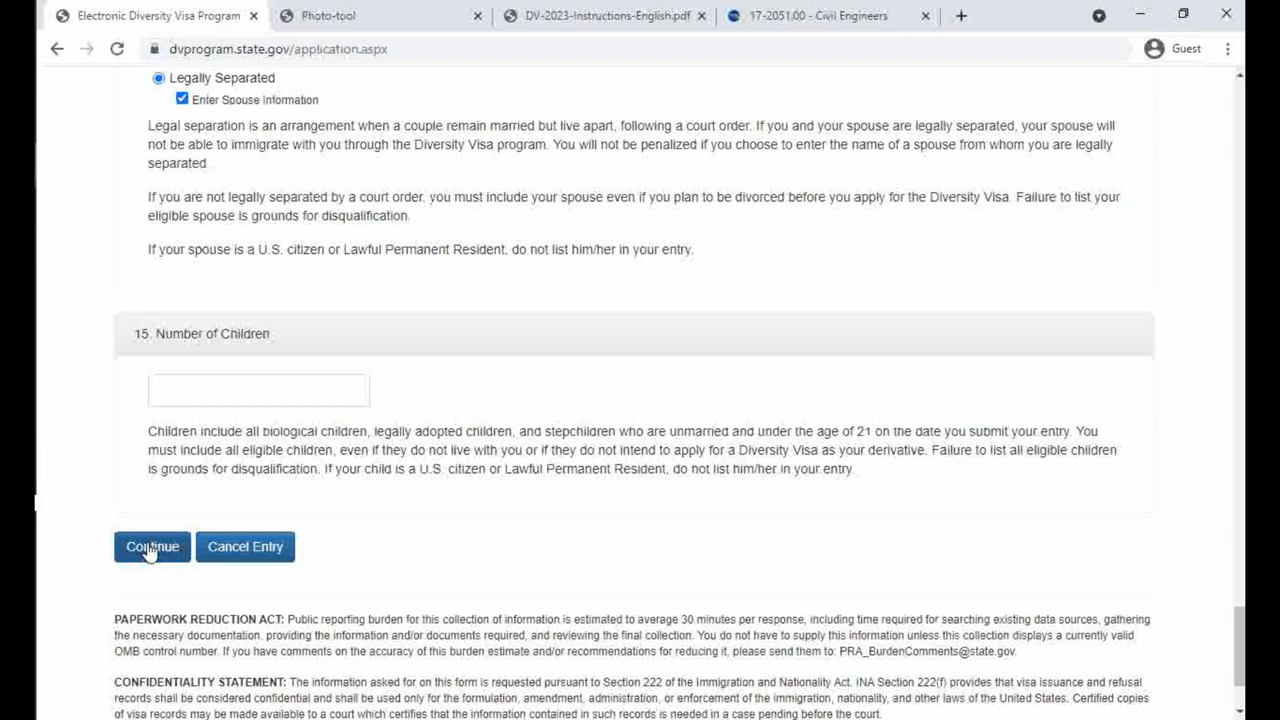 Electronic Diversity Visa Program
Photo-tool
DV-2023-Instructions-English.pdf
17-2051.00 - Civil Engineers
dvprogram.state.gov/application.aspx
Guest
Legally Separated
Enter Spouse Information
Legal separation is an arrangement when a couple remain married but live apart, following a court order. If you and your spouse are legally separated, your spouse will
not be able to immigrate with you through the Diversity Visa program. You will not be penalized if you choose to enter the name of a spouse from whom you are legally
separated.
If you are not legally separated by a court order, you must include your spouse even if you plan to be divorced before you apply for the Diversity Visa. Failure to list your
eligible spouse is grounds for disqualification.
If your spouse is a U.S. citizen or Lawful Permanent Resident, do not list him/her in your entry.
15. Number of Children
Children include all biological children, legally adopted children, and stepchildren who are unmarried and under the age of 21 on the date you submit your entry. You
must include all eligible children, even if they do not live with you or if they do not intend to apply for a Diversity Visa as your derivative. Failure to list all eligible children
is grounds for disqualification. If your child is a U.S. citizen or Lawful Permanent Resident, do not list him/her in your entry.
Continue Cancel Entry
PAPERWORK REDUCTION ACT: Public reporting burden for this collection of information is estimated to average 30 minutes per response, including time required for searching existing data sources, gathering
the necessary documentation, providing the information and/or documents required, and reviewing the final collection. You do not have to supply this information unless this collection displays a currently valid
OMB control number. If you have comments on the accuracy of this burden estimate and/or recommendations for reducing it, please send them to: PRA_BurdenComments@state.gov.
CONFIDENTIALITY STATEMENT: The information asked for on this form is requested pursuant to Section 222 of the Immigration and Nationality Act. INA Section 222(f) provides that visa issuance and refusal
records shall be considered confidential and shall be used only for the formulation, amendment, administration, or enforcement of the immigration, nationality, and other laws of the United States. Certified copies
of visa records may be made available to a court which certifies that the information contained in such records is needed in a case pending before the court.